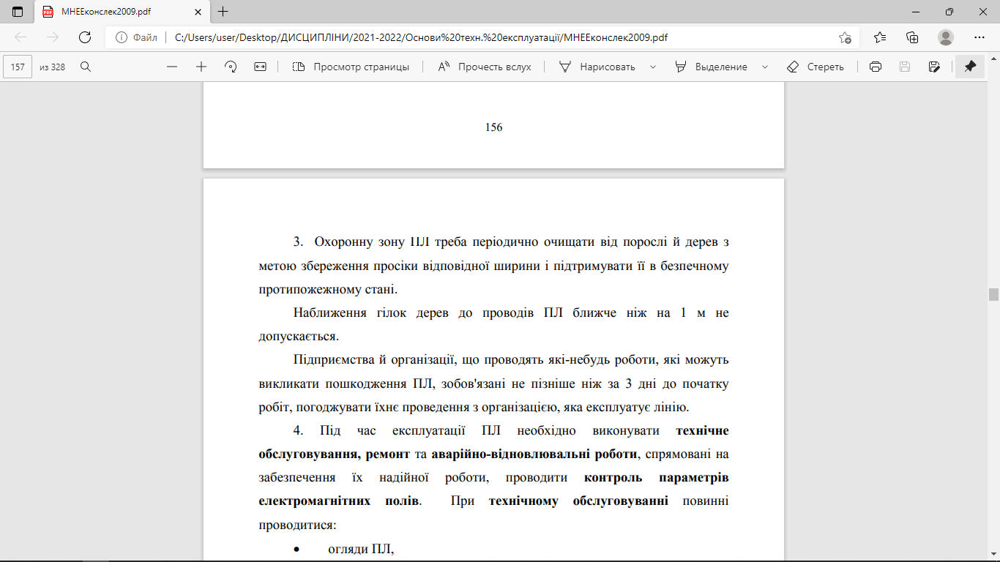 МНЕЕконслек2009.pdf
Файл
C:/Users/user/Desktop/ДИСЦИПЛІНИ/2021-2022/Основи%20техн.%20експлуатації/МНЕЕконслек2009.pdf
157 из 328 Просмотр страницы Прочесть вслух Нарисовать Выделение Стереть
156
3. Охоронну зону ПЛ треба періодично очищати від порослі й дерев з
метою збереження просіки відповідної ширини і підтримувати її в безпечному
протипожежному стані.
Наближення гілок дерев до проводів ПЛ ближче ніж на 1 м не
допускається.
Підприємства й організації, що проводять які-небудь роботи, які можуть
викликати пошкодження ПЛ, зобов'язані не пізніше ніж за 3 дні до початку
робіт, погоджувати їхнє проведення з організацією, яка експлуатує лінію.
4. Під час експлуатації ПЛ необхідно виконувати технічне
обслуговування, ремонт та аварійно-відновлювальні роботи, спрямовані на
забезпечення їх надійної роботи, проводити контроль параметрів
електромагнітних полів. При технічному обслуговуванні повинні
проводитися:
• огляди ПЛ,